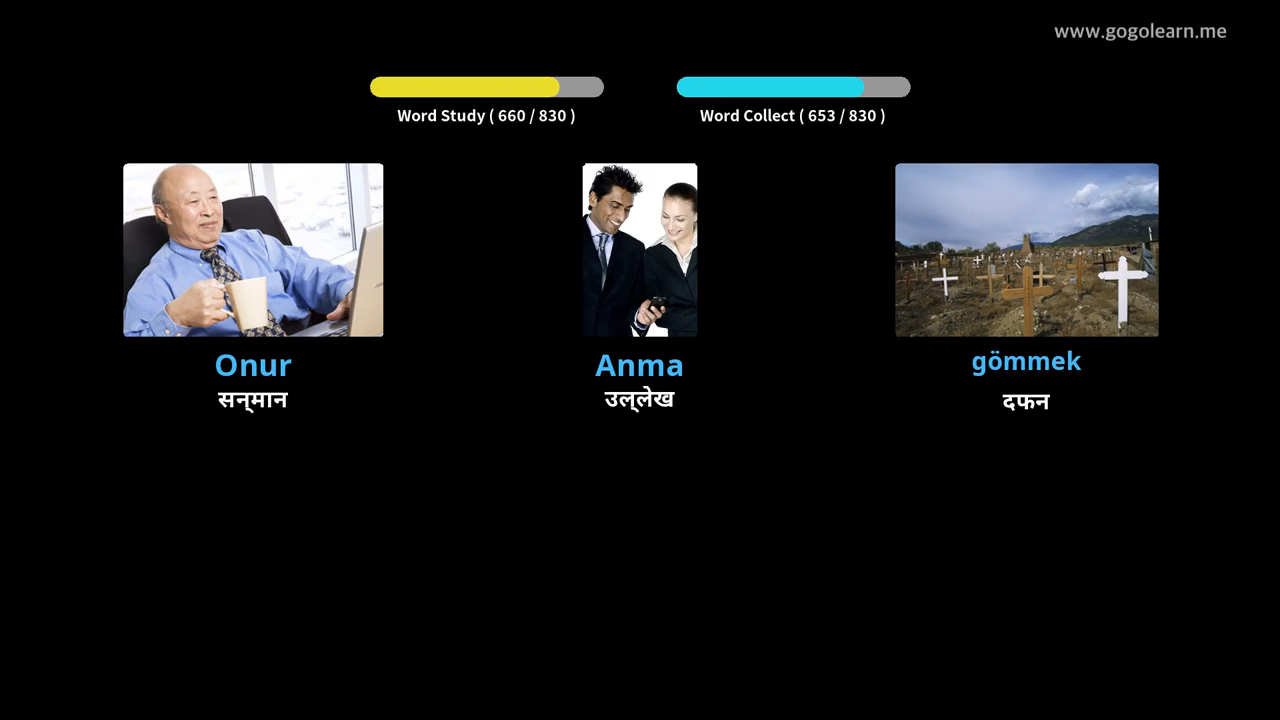 www.gogolearn.me
Word Study ( 660 / 830 )
Word Collect ( 653 / 830 )
Onur
सन्‌मान
Anma
उल्‌लेख
gömmek
दफन